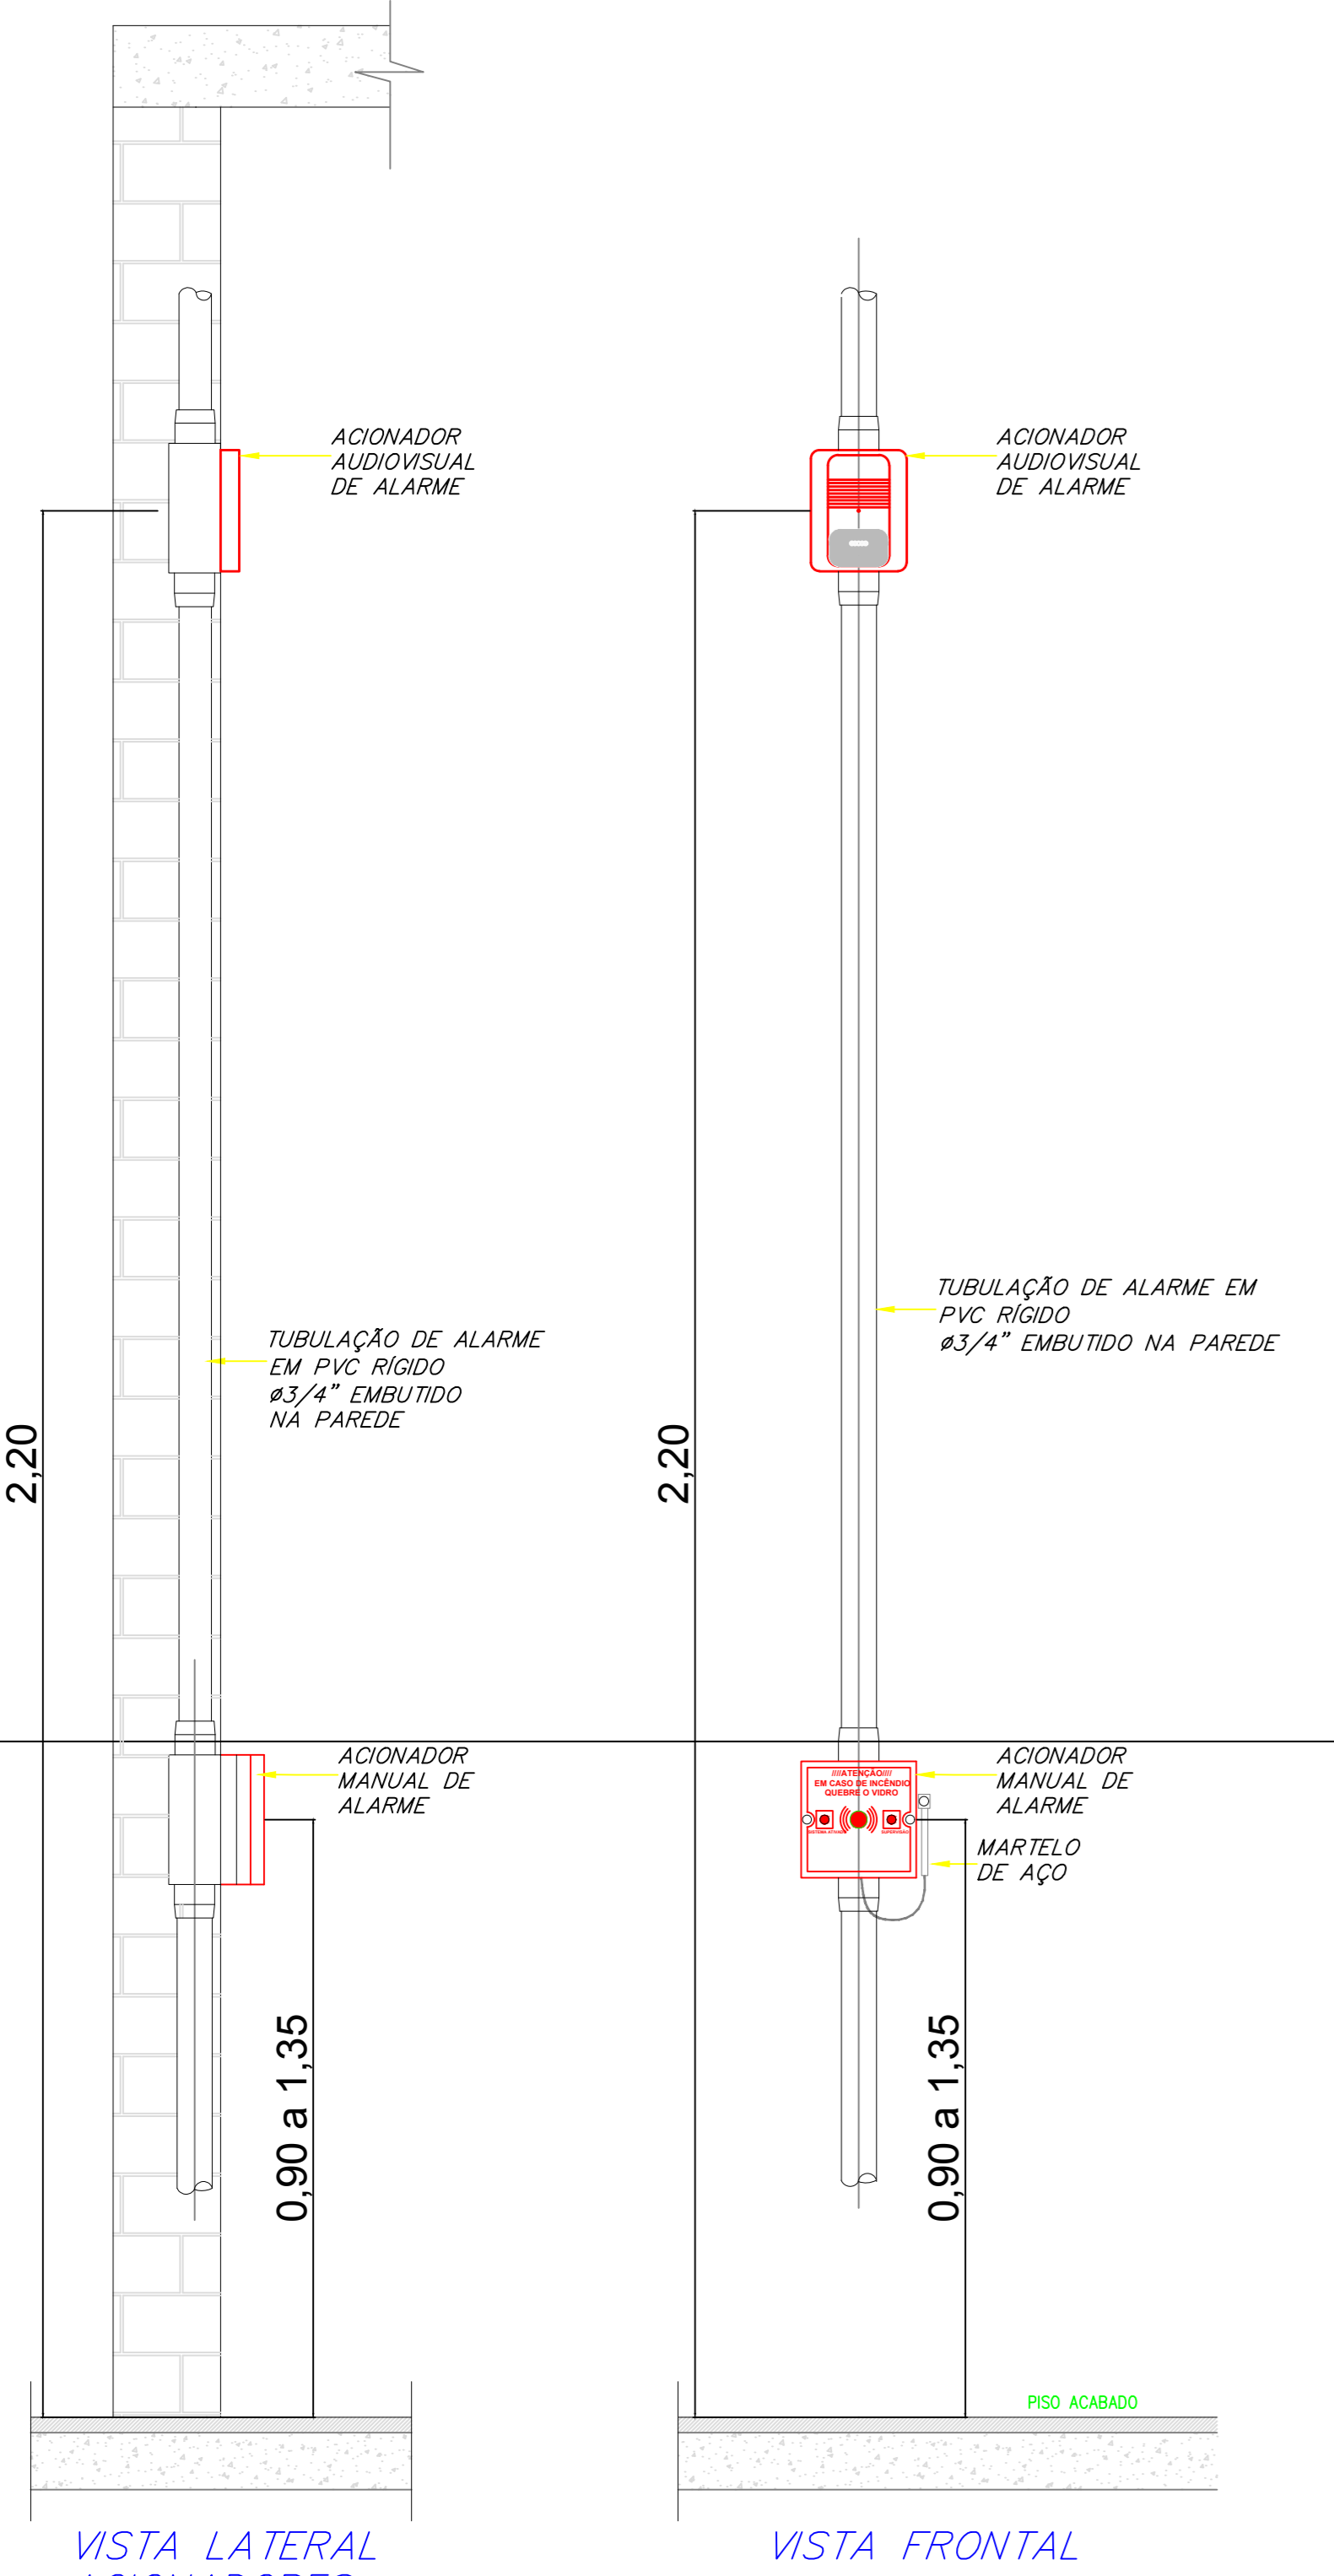 ACIONADOR
AUDIOVISUAL
DE ALARME
ACIONADOR
AUDIOVISUAL
DE ALARME
TUBULAÇÃO DE ALARME EM
PVC RÍGIDO
ø3/4" EMBUTIDO NA PAREDE
TUBULAÇÃO DE ALARME
EM PVC RÍGIDO
ø3/4" EMBUTIDO
NA PAREDE
2,20
2,20
ACIONADOR
MANUAL DE
ALARME
////ATENÇÃO////
EM CASO DE INCÊNDIO
QUEBRE O VIDRO
SISTEMA ATIVADO
SUPERVISÃO
ACIONADOR
MANUAL DE
ALARME
MARTELO
DE AÇO
0,90 a 1,35
0,90 a 1,35
PISO ACABADO
VISTA LATERAL
VISTA FRONTAL